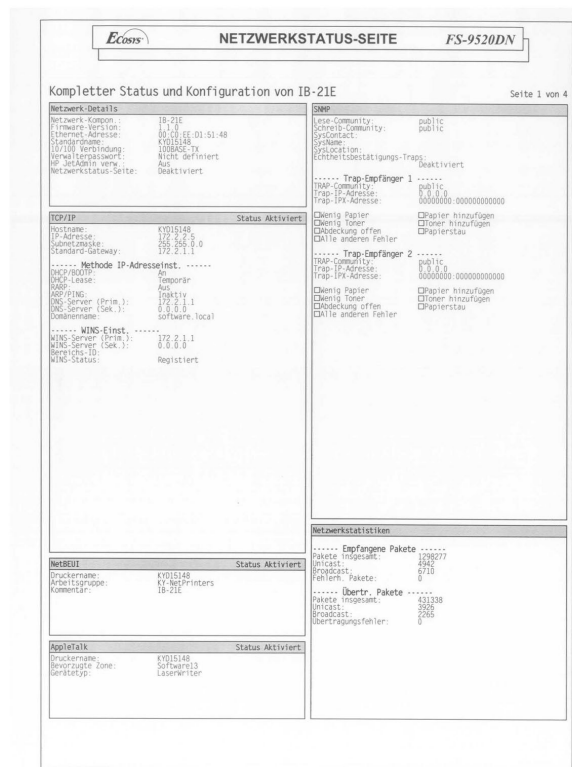 Ecosys
NETZWERKSTATUS-SEITE
FS-9520DN
Kompletter Status und Konfiguration von IB-21E
Seite 1 von 4
Netzwerk-Details
Netzwerk-Kompon.: IB-21E
Firmware-Version: 1.1.0
Ethernet-Adresse: 00:C0:EE:D1:51:48
Standardname: KYD15148
10/100 Verbindung: 100BASE-TX
Verwalterpasswort: Nicht definiert
HP JetAdmin verw.: Aus
Netzwerkstatus-Seite: Deaktiviert
TCP/IP Status Aktiviert
Hostname: KYD15148
IP-Adresse: 172.2.2.5
Subnetzmaske: 255.255.0.0
Standard-Gateway: 172.2.1.1
------ Methode IP-Adresseinst. ------
DHCP/BOOTP: An
DHCP-Lease: Temporär
RARP: Aus
ARP/PING: Inaktiv
DNS-Server (Prim.): 172.2.1.1
DNS-Server (Sek.): 0.0.0.0
Domänenname: software.local
------ WINS-Einst. ------
WINS-Server (Prim.): 172.2.1.1
WINS-Server (Sek.): 0.0.0.0
Bereichs-ID:
WINS-Status: Registiert
NetBEUI Status Aktiviert
Druckername: KYD15148
Arbeitsgruppe: KY-NetPrinters
Kommentar: IB-21E
AppleTalk Status Aktiviert
Druckername: KYD15148
Bevorzugte Zone: Software13
Gerätetyp: LaserWriter
SNMP
Lese-Community: public
Schreib-Community: public
SysContact:
SysName:
SysLocation:
Echtheitsbestätigungs-Traps:
Deaktiviert
------ Trap-Empfänger 1 ------
TRAP-Community: public
Trap-IP-Adresse: 0.0.0.0
Trap-IPX-Adresse: 00000000:000000000000
□Wenig Papier □Papier hinzufügen
□Wenig Toner □Toner hinzufügen
□Abdeckung offen □Papierstau
□Alle anderen Fehler
------ Trap-Empfänger 2 ------
TRAP-Community: public
Trap-IP-Adresse: 0.0.0.0
Trap-IPX-Adresse: 00000000:000000000000
□Wenig Papier □Papier hinzufügen
□Wenig Toner □Toner hinzufügen
□Abdeckung offen □Papierstau
□Alle anderen Fehler
Netzwerkstatistiken
------ Empfangene Pakete ------
Pakete insgesamt: 1298277
Unicast: 4942
Broadcast: 6710
Fehlerh. Pakete: 0
------ Übertr. Pakete ------
Pakete insgesamt: 431338
Unicast: 3926
Broadcast: 2265
Übertragungsfehler: 0